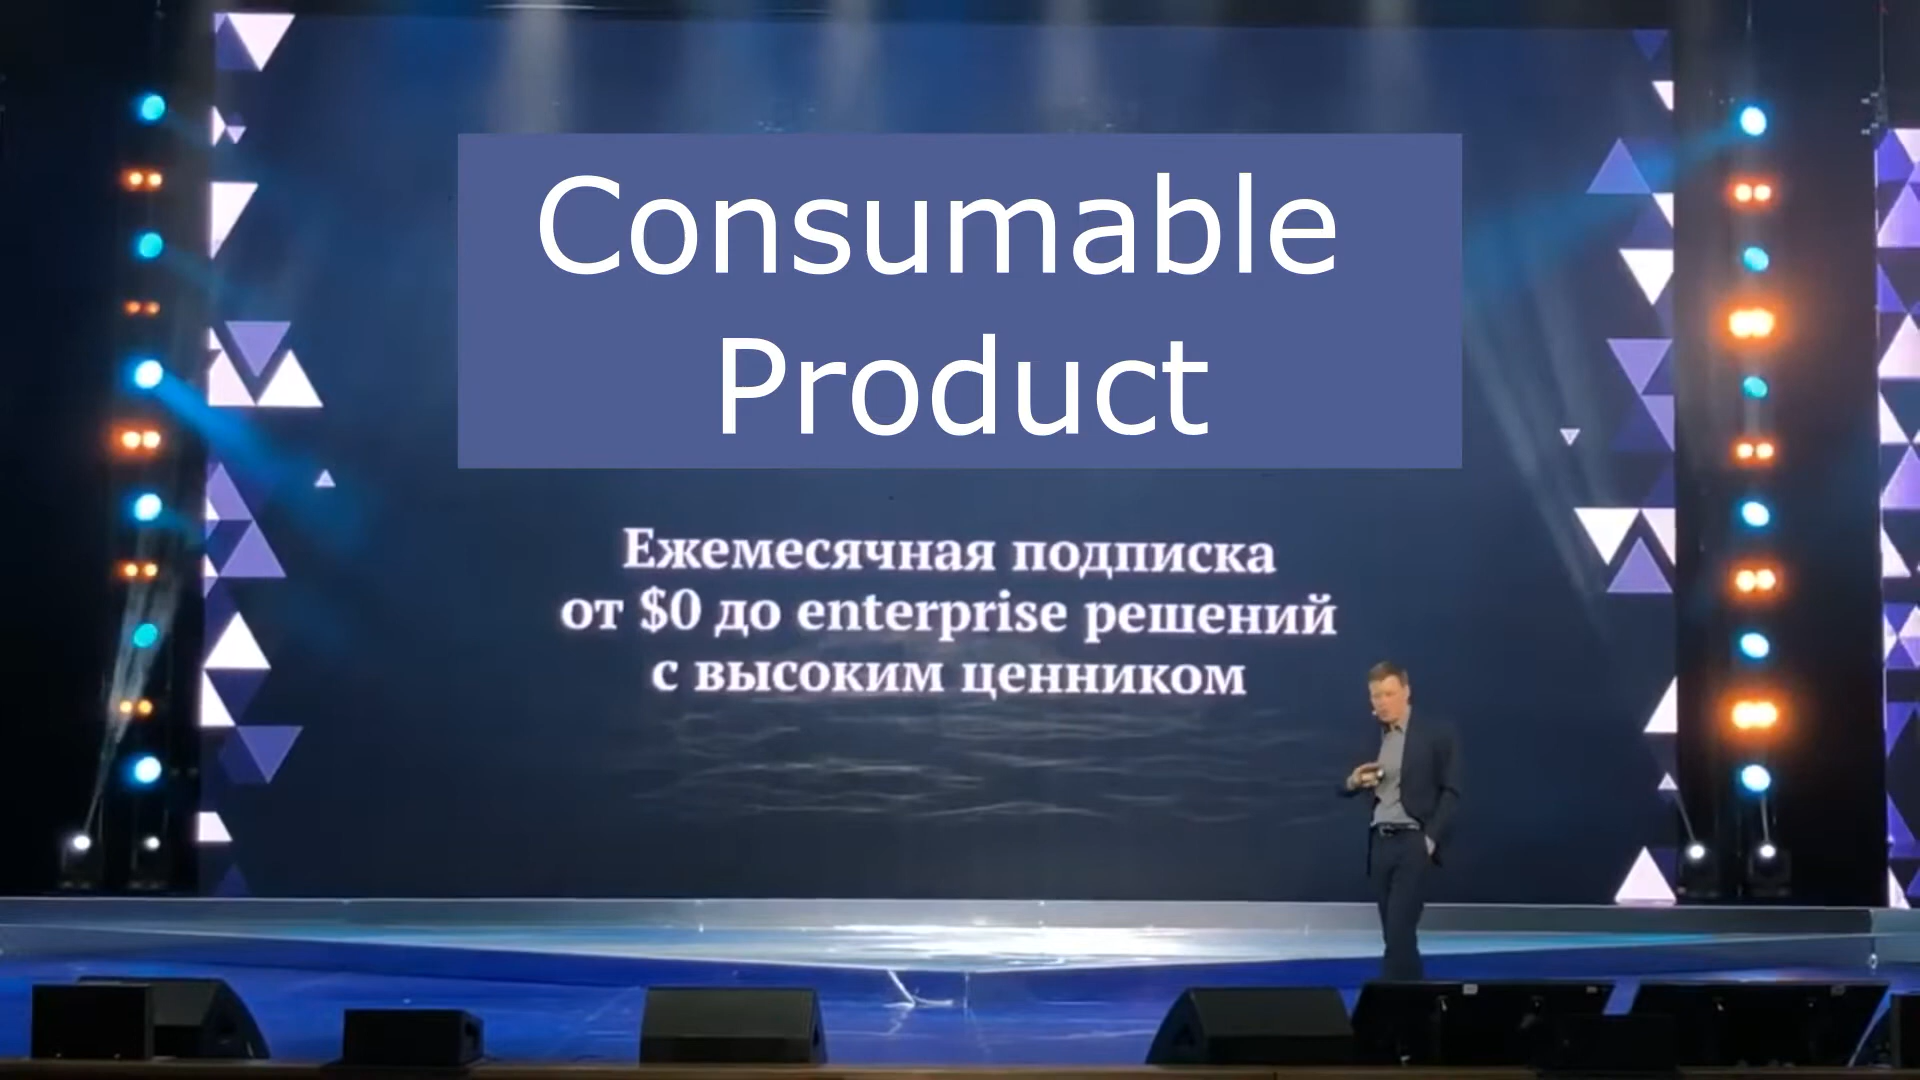 Consumable
Product
Ежемесячная подписка
от $0 до enterprise решений
с высоким ценником